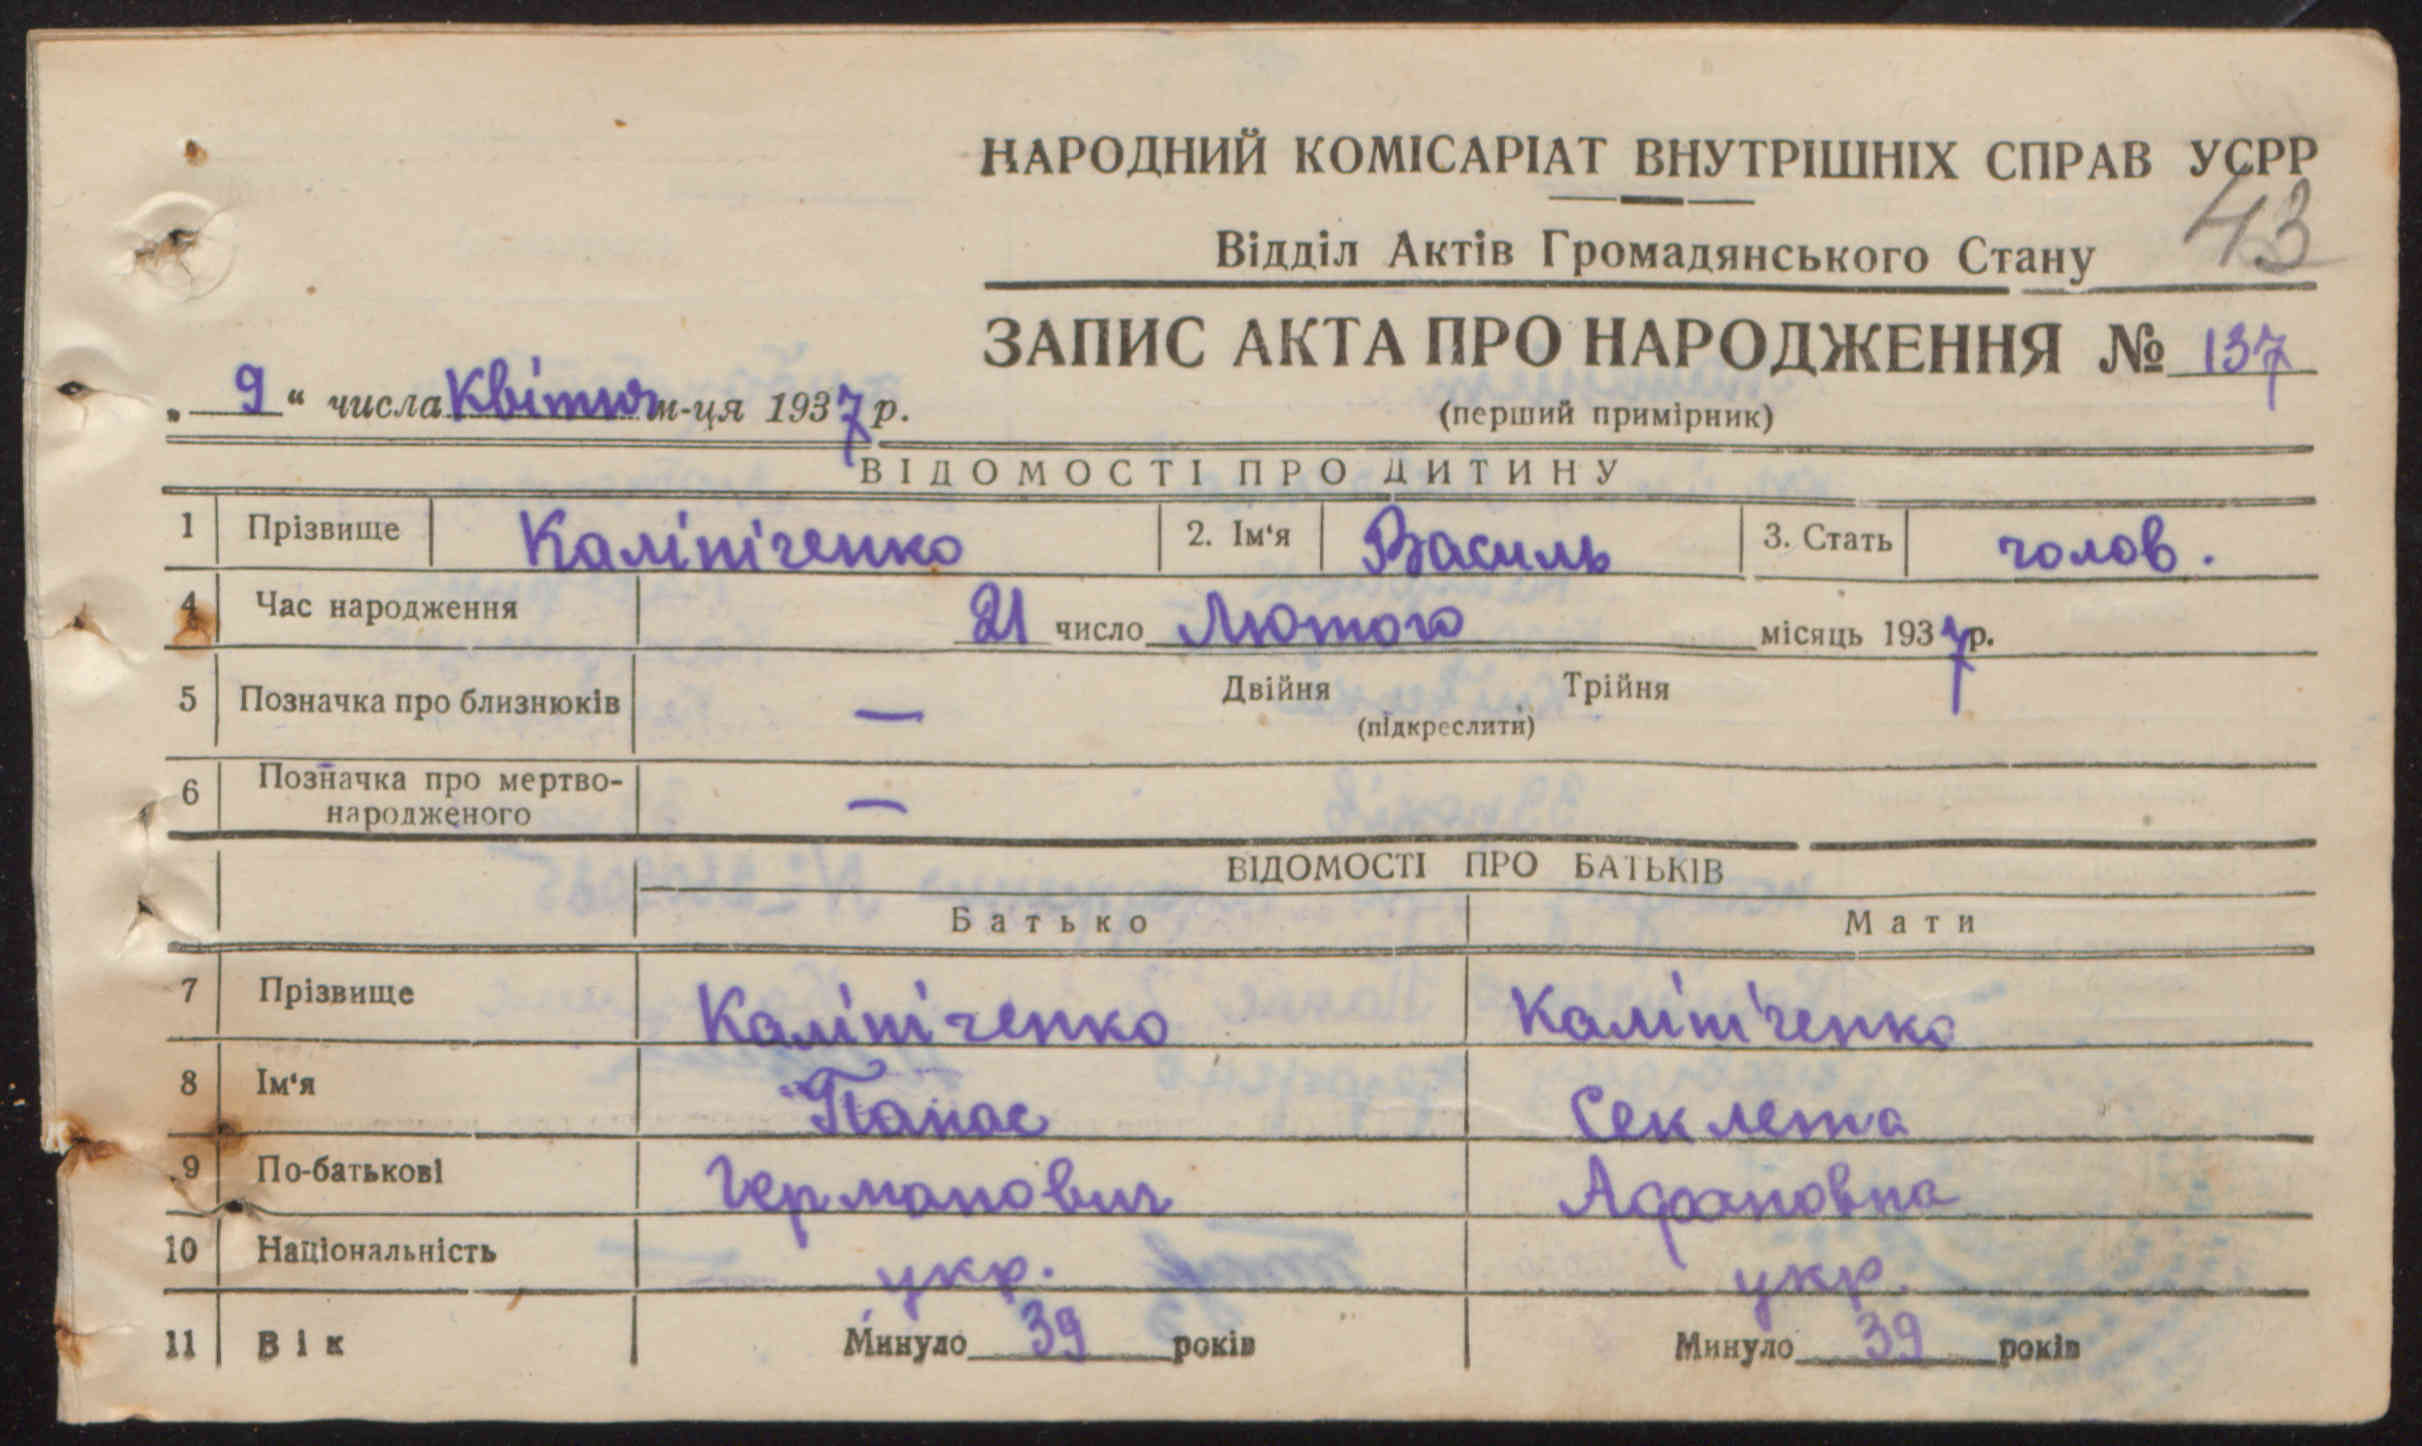 НАРОДНИЙ КОМІСАРІАТ ВНУТРІШНІХ СПРАВ УСРР
43
Відділ Актів Громадянського Стану
ЗАПИС АКТА ПРО НАРОДЖЕННЯ № 137
„ 9 “ числа Квітня м-ця 1937 р.
(перший примірник)
ВІДОМОСТІ ПРО ДИТИНУ
1 Прізвище Калініченко 2. Ім‘я Василь 3. Стать голов.
4 Час народження 21 число Лютого місяць 1937 р.
5 Позначка про близнюків — Двійня Трійня
(підкреслити)
6 Позначка про мертво-
народженого —
ВІДОМОСТІ ПРО БАТЬКІВ
Батько Мати
7 Прізвище Калініченко Калініченко
8 Ім‘я Панас Секлета
9 По-батькові Германович
10 Національність укр. укр.
11 Вік Минуло 39 років Минуло 39 років